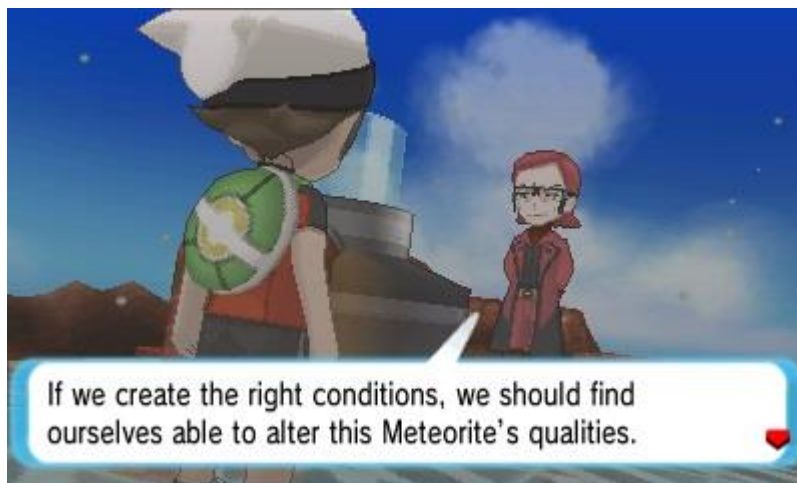 If we create the right conditions, we should find
ourselves able to alter this Meteorite's qualities.